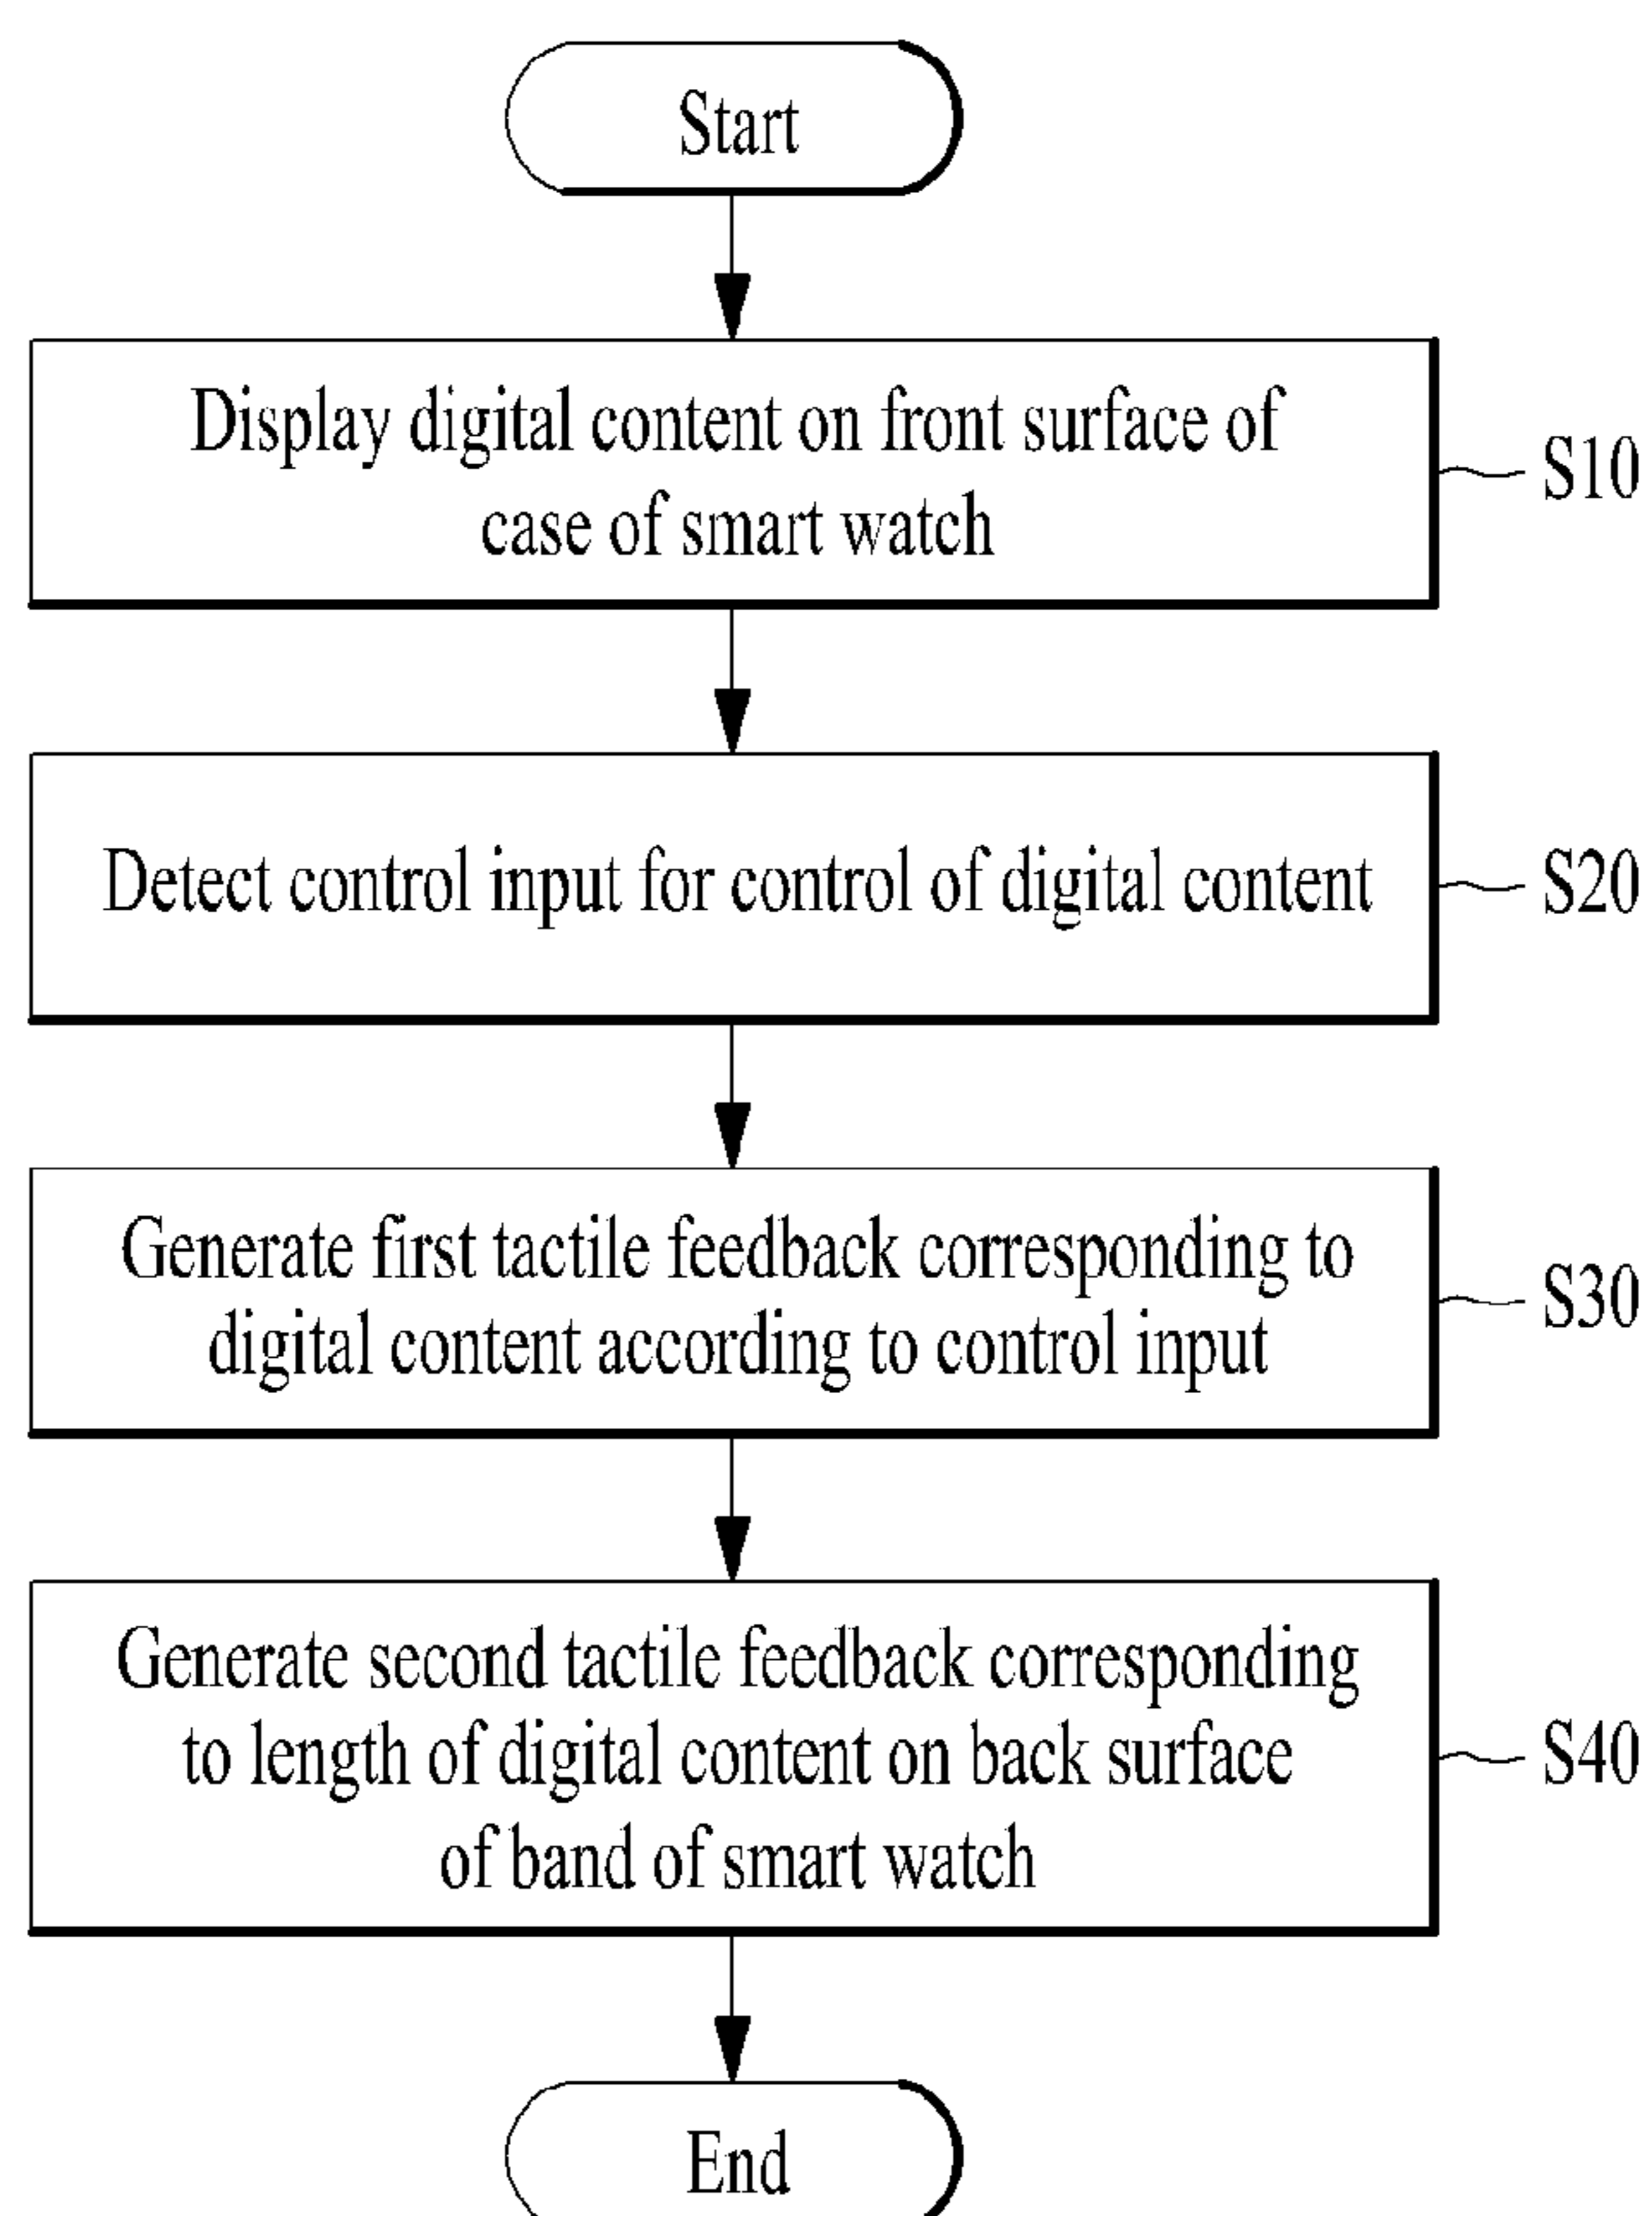 Start
Display digital content on front surface of
case of smart watch
S10
Detect control input for control of digital content
S20
Generate first tactile feedback corresponding to
digital content according to control input
S30
Generate second tactile feedback corresponding
to length of digital content on back surface
of band of smart watch
S40
End